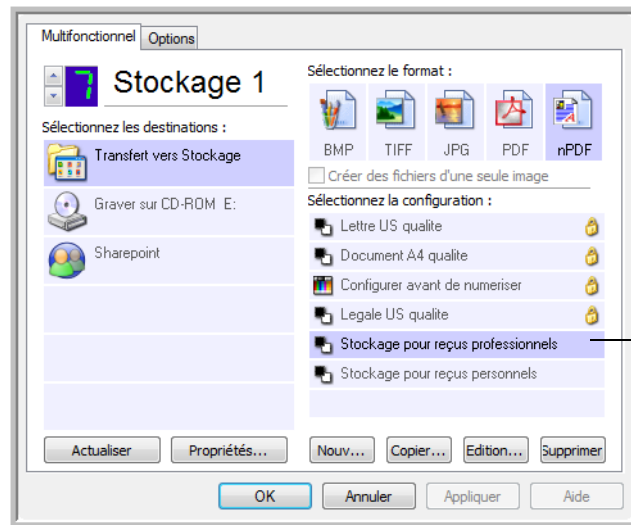 Multifonctionnel
Options
7
Stockage 1
Sélectionnez les destinations :
Transfert vers Stockage
Graver sur CD-ROM E:
Sharepoint
Actualiser
Propriétés...
Sélectionnez le format :
BMP
TIFF
JPG
PDF
nPDF
Créer des fichiers d'une seule image
Sélectionnez la configuration :
Lettre US qualite
Document A4 qualite
Configurer avant de numeriser
Legale US qualite
Stockage pour reçus professionnels
Stockage pour reçus personnels
Nouv...
Copier...
Edition...
Supprimer
OK
Annuler
Appliquer
Aide